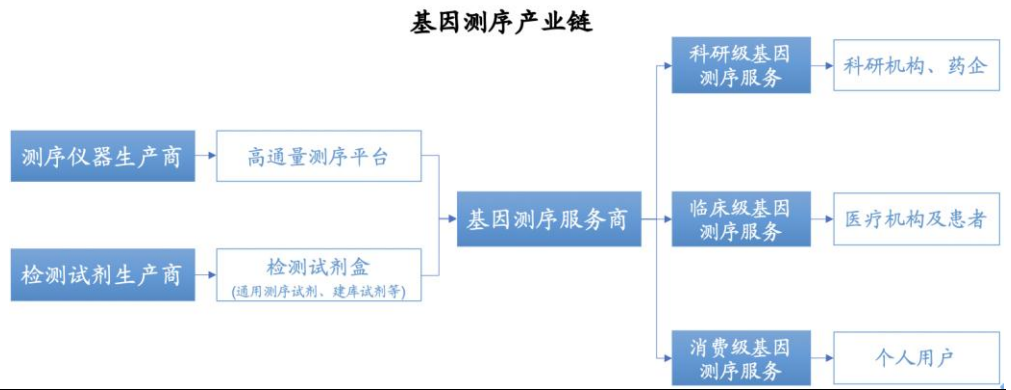 基因测序产业链
科研级基因
测序服务
科研机构、药企
测序仪器生产商
高通量测序平台
基因测序服务商
临床级基因
测序服务
医疗机构及患者
检测试剂生产商
检测试剂盒
(通用测序试剂、建库试剂等)
消费级基因
测序服务
个人用户